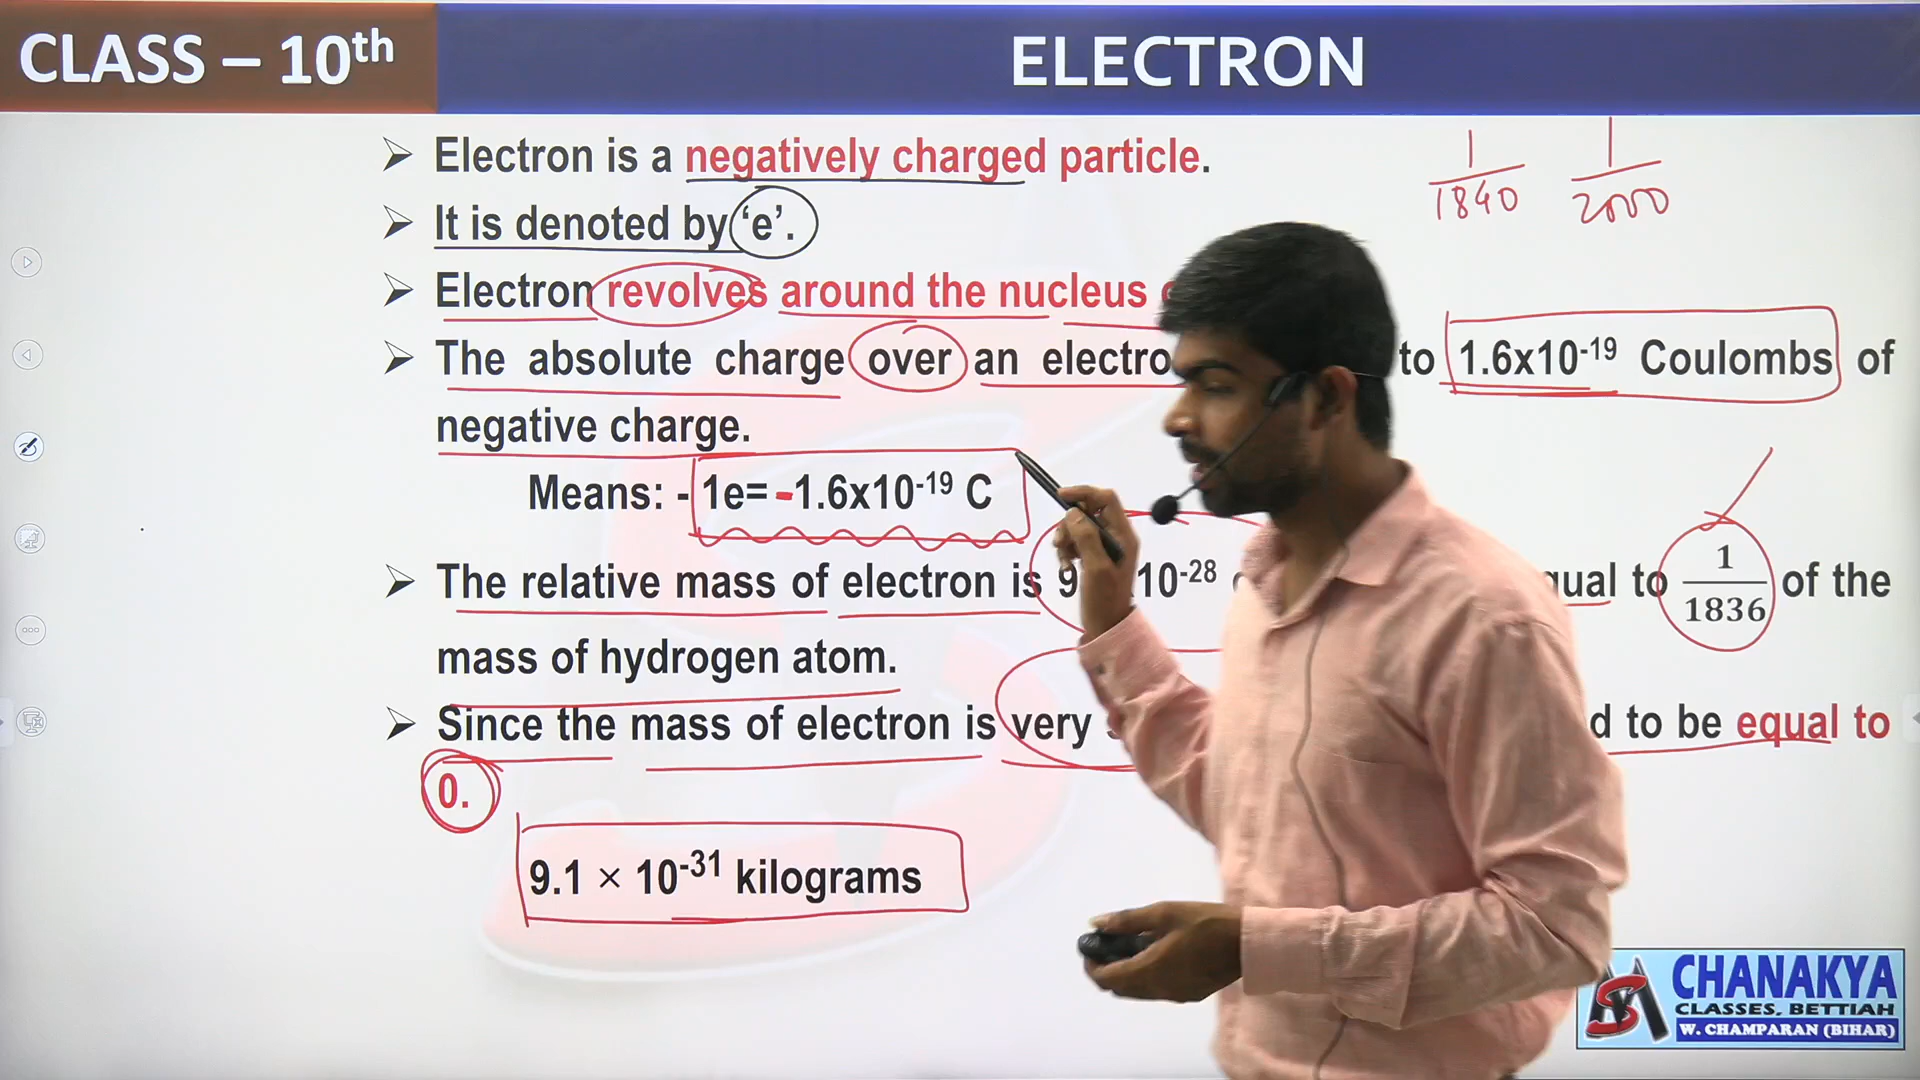 CLASS – 10th
ELECTRON
➢ Electron is a negatively charged particle.
1/1840 1/2000
➢ It is denoted by 'e'.
➢ Electron revolves around the nucleus
➢ The absolute charge over an to 1.6x10-19 Coulombs of
negative charge.
Means: - 1e= -1.6x10-19 C
➢ The relative mass of electron is 10-28 to 1/1836 of the
mass of hydrogen atom.
➢ Since the mass of electron is very to be equal to
0.
9.1 × 10-31 kilograms
CHANAKYA
CLASSES, BETTIAH
W. CHAMPARAN (BIHAR)